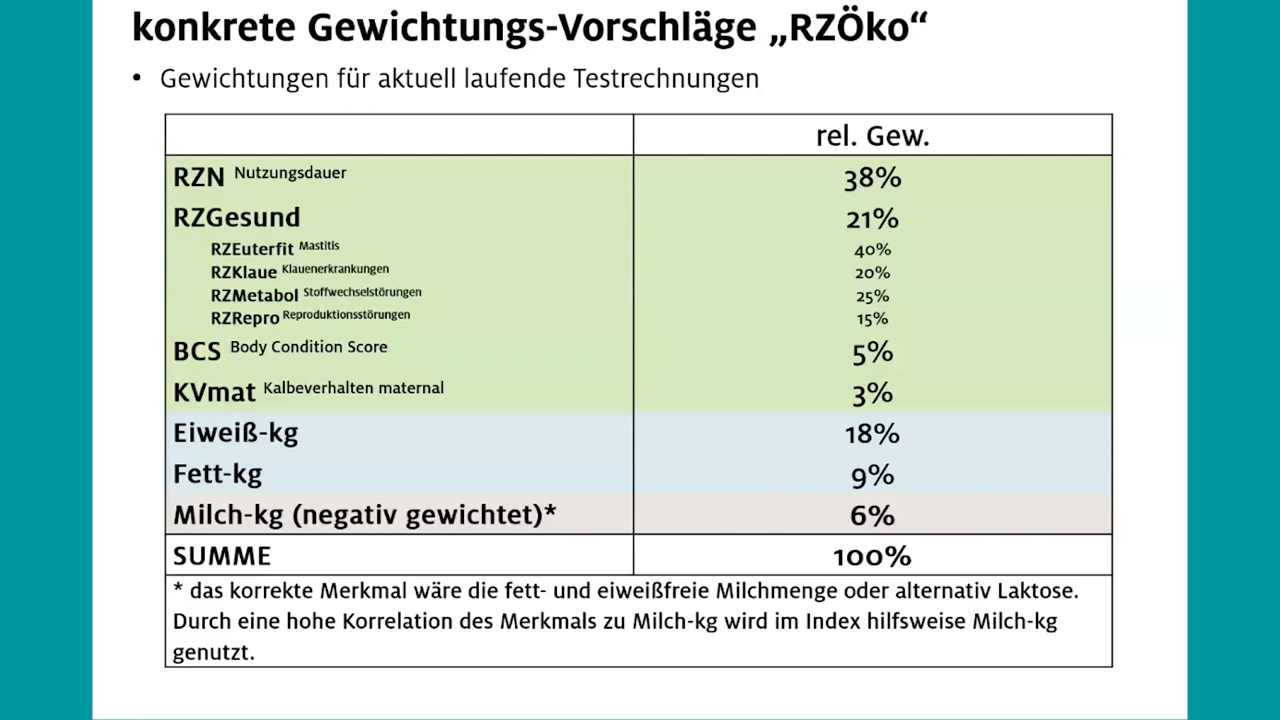 konkrete Gewichtungs-Vorschläge „RZÖko“
• Gewichtungen für aktuell laufende Testrechnungen
rel. Gew.
RZN Nutzungsdauer 38%
RZGesund 21%
RZEuterfit Mastitis 40%
RZKlaue Klauenerkrankungen 20%
RZMetabol Stoffwechselstörungen 25%
RZRepro Reproduktionsstörungen 15%
BCS Body Condition Score 5%
KVmat Kalbeverhalten maternal 3%
Eiweiß-kg 18%
Fett-kg 9%
Milch-kg (negativ gewichtet)* 6%
SUMME 100%
* das korrekte Merkmal wäre die fett- und eiweißfreie Milchmenge oder alternativ Laktose.
Durch eine hohe Korrelation des Merkmals zu Milch-kg wird im Index hilfsweise Milch-kg
genutzt.